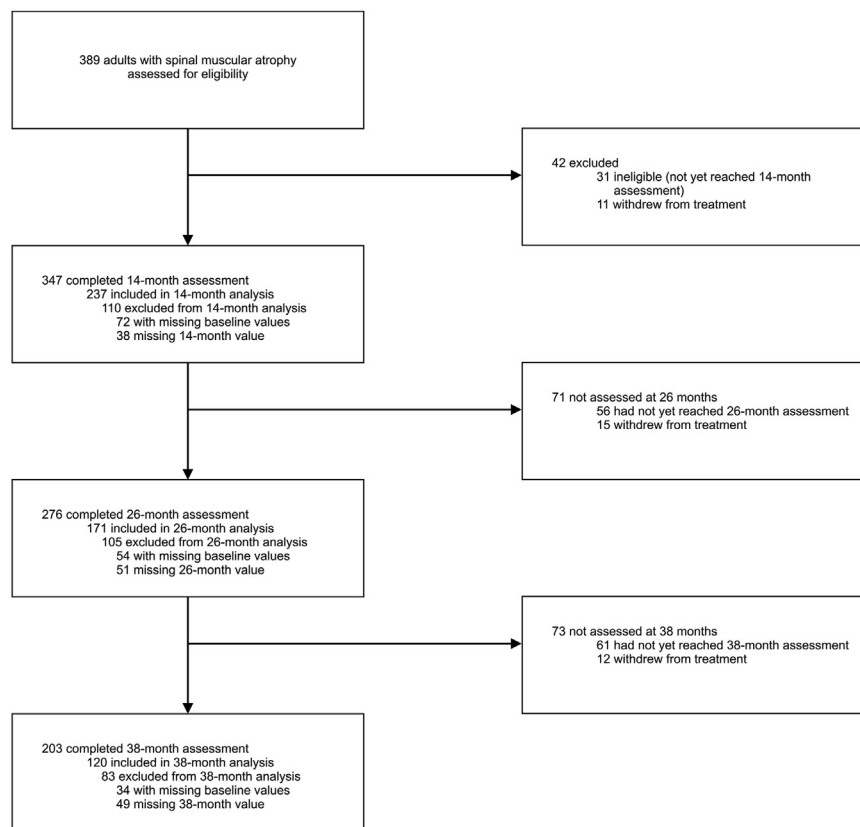 389 adults with spinal muscular atrophy
assessed for eligibility
42 excluded
31 ineligible (not yet reached 14-month
assessment)
11 withdrew from treatment
347 completed 14-month assessment
237 included in 14-month analysis
110 excluded from 14-month analysis
72 with missing baseline values
38 missing 14-month value
71 not assessed at 26 months
56 had not yet reached 26-month assessment
15 withdrew from treatment
276 completed 26-month assessment
171 included in 26-month analysis
105 excluded from 26-month analysis
54 with missing baseline values
51 missing 26-month value
73 not assessed at 38 months
61 had not yet reached 38-month assessment
12 withdrew from treatment
203 completed 38-month assessment
120 included in 38-month analysis
83 excluded from 38-month analysis
34 with missing baseline values
49 missing 38-month value